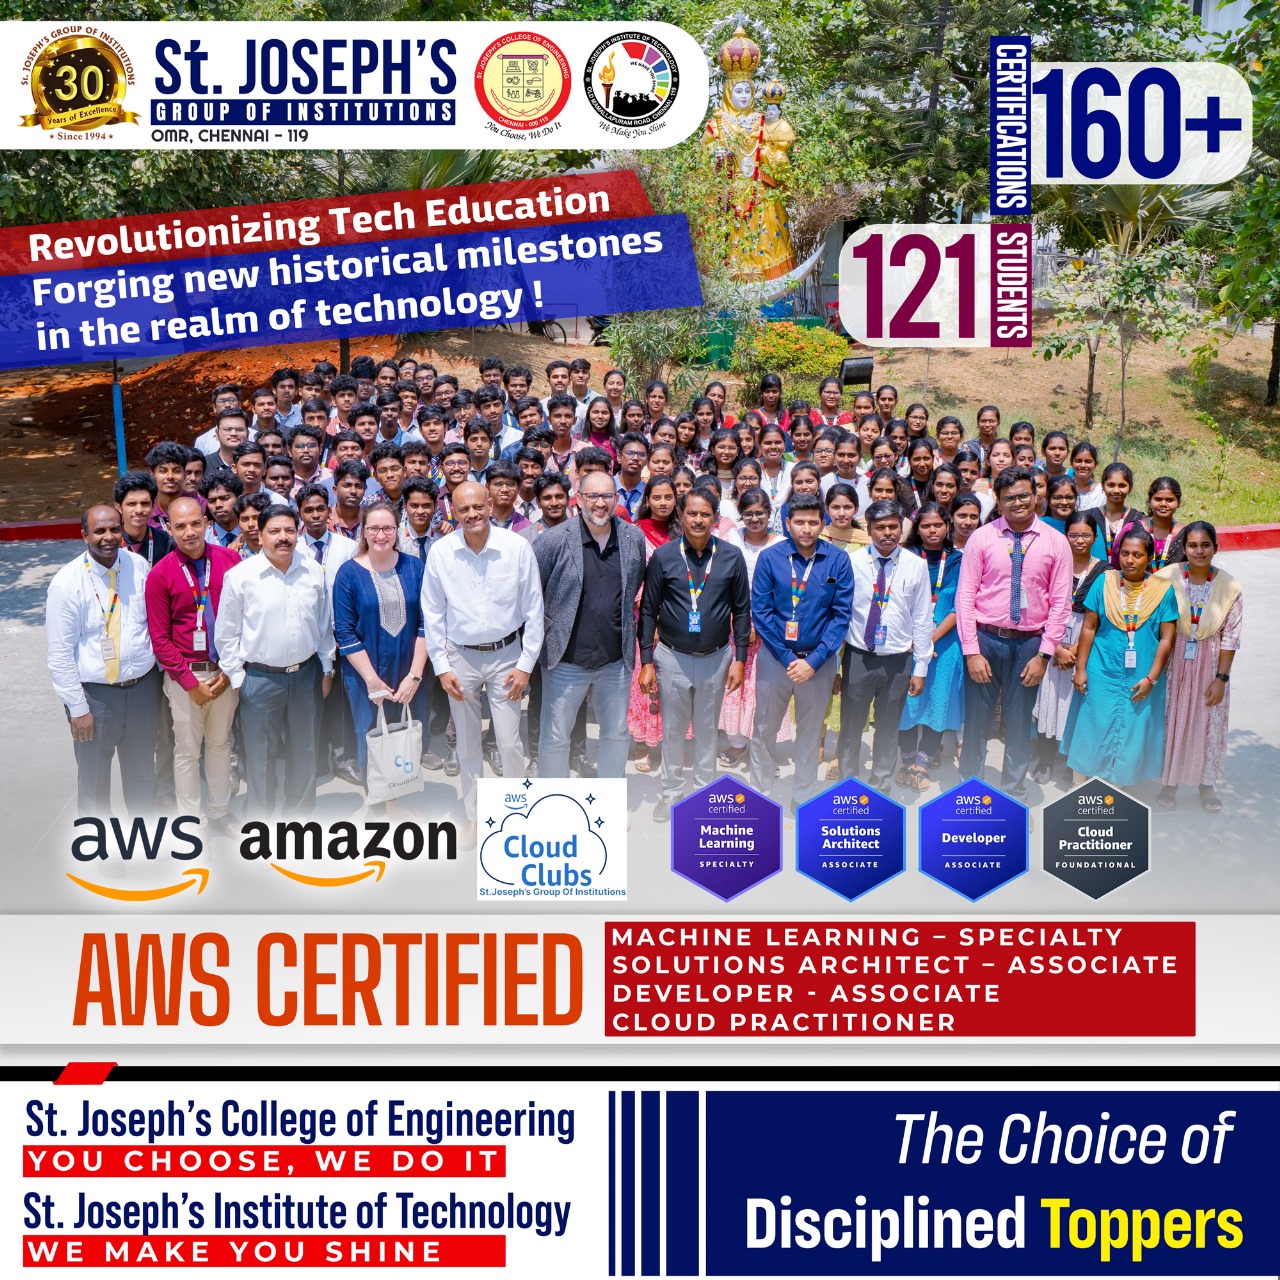 St. JOSEPH'S GROUP OF INSTITUTIONS
30
Years of Excellence
★ Since 1994 ★
St. JOSEPH'S
GROUP OF INSTITUTIONS
OMR, CHENNAI - 119
ST. JOSEPH'S COLLEGE OF ENGINEERING
CHENNAI - 600 119
You Choose, We Do It
ST. JOSEPH'S INSTITUTE OF TECHNOLOGY
WE MAKE YOU SHINE
OLD MAMALLAPURAM ROAD, CHENNAI-119
We Make You Shine
CERTIFICATIONS
160+
121
STUDENTS
Revolutionizing Tech Education
Forging new historical milestones
in the realm of technology !
aws
amazon
aws
Cloud
Clubs
St.Joseph's Group Of Institutions
aws
certified
Machine
Learning
SPECIALTY
aws
certified
Solutions
Architect
ASSOCIATE
aws
certified
Developer
ASSOCIATE
aws
certified
Cloud
Practitioner
FOUNDATIONAL
AWS CERTIFIED
MACHINE LEARNING – SPECIALTY
SOLUTIONS ARCHITECT – ASSOCIATE
DEVELOPER - ASSOCIATE
CLOUD PRACTITIONER
St. Joseph's College of Engineering
YOU CHOOSE, WE DO IT
St. Joseph's Institute of Technology
WE MAKE YOU SHINE
The Choice of
Disciplined Toppers